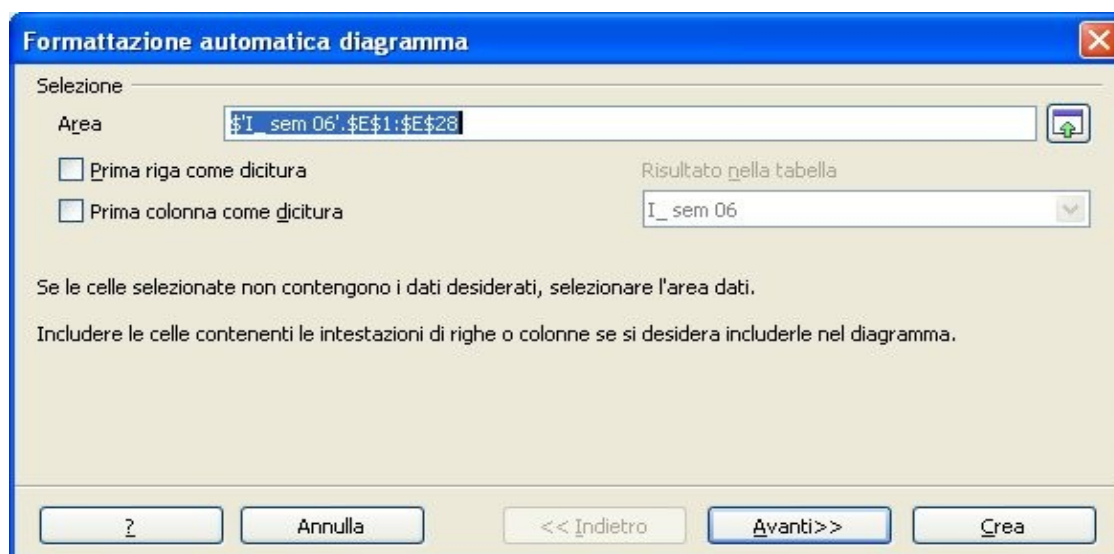 Formattazione automatica diagramma
Selezione
Area
$'I_ sem 06'.$E$1:$E$28
Prima riga come dicitura
Risultato nella tabella
Prima colonna come dicitura
I_ sem 06
Se le celle selezionate non contengono i dati desiderati, selezionare l'area dati.
Includere le celle contenenti le intestazioni di righe o colonne se si desidera includerle nel diagramma.
?
Annulla
<< Indietro
Avanti>>
Crea